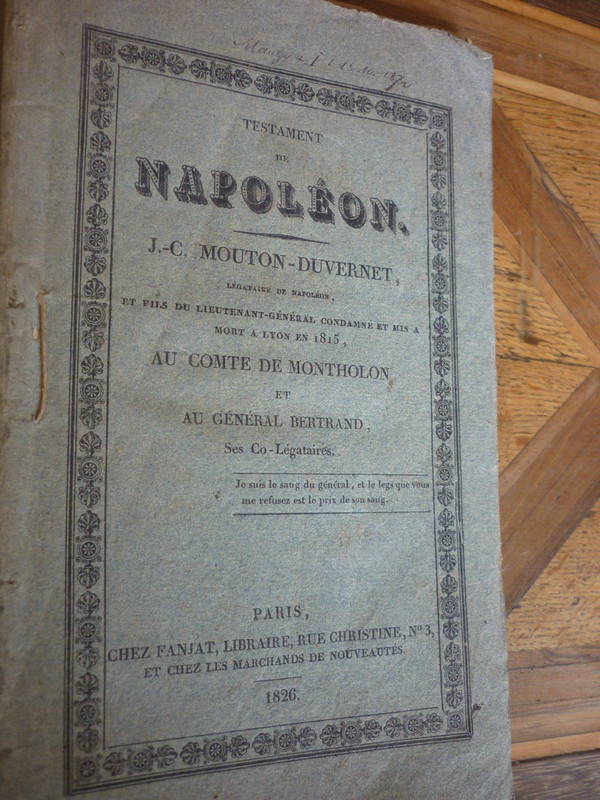 TESTAMENT
DE
NAPOLÉON.
J.-C. MOUTON-DUVERNET,
LÉGATAIRE DE NAPOLÉON,
ET FILS DU LIEUTENANT-GÉNÉRAL CONDAMNE ET MIS A
MORT A LYON EN 1815,
AU COMTE DE MONTHOLON
ET
AU GÉNÉRAL BERTRAND,
Ses Co-Légataires.
Je suis le sang du général, et le legs que vous
me refusez est le prix de son sang.
PARIS,
CHEZ FANJAT, LIBRAIRE, RUE CHRISTINE, Nº 3,
ET CHEZ LES MARCHANDS DE NOUVEAUTÉS.
1826.